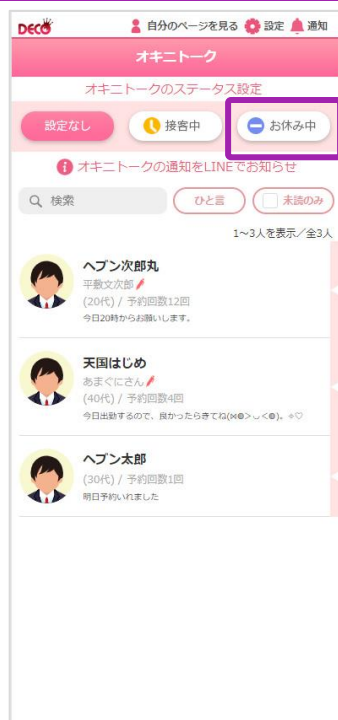 DECO 自分のページを見る 設定 通知
オキニトーク
オキニトークのステータス設定
設定なし 接客中 お休み中
オキニトークの通知をLINEでお知らせ
検索 ひと言 未読のみ
1～3人を表示／全3人
ヘブン次郎丸
平敷文次郎
(20代) / 予約回数12回
今日20時からお願いします。
天国はじめ
あまぐにさん
(40代) / 予約回数4回
今日出勤するので、良かったらきてね
ヘブン太郎
(30代) / 予約回数1回
明日予約いれました